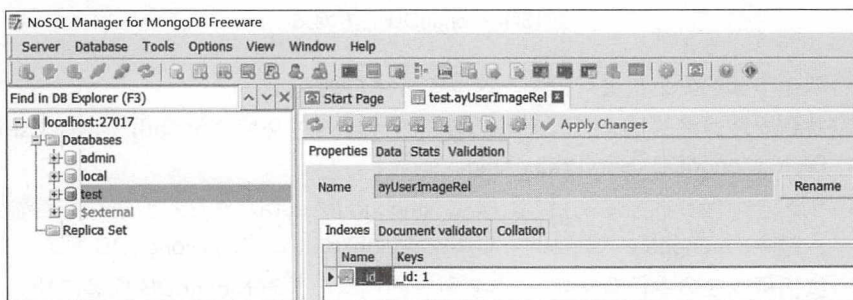 NoSQL Manager for MongoDB Freeware
Server Database Tools Options View Window Help
Find in DB Explorer (F3)
Start Page
test.ayUserImageRel
localhost:27017
Databases
admin
local
test
$external
Replica Set
Apply Changes
Properties Data Stats Validation
Name ayUserImageRel Rename
Indexes Document validator Collation
Name Keys
_id_ _id: 1